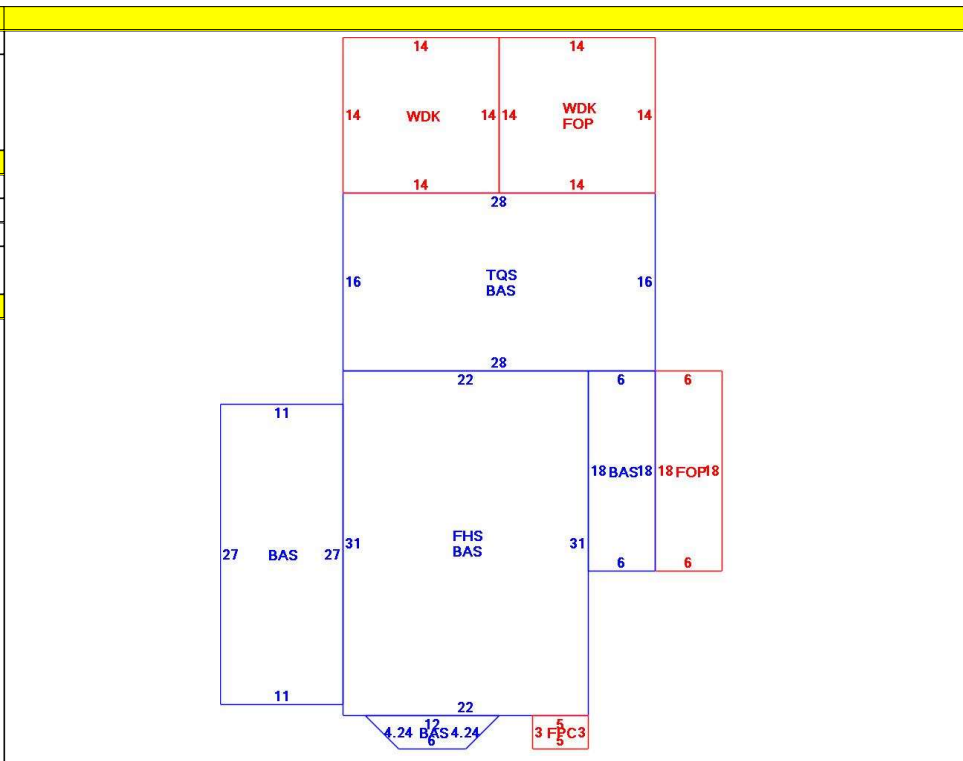 14 14
14 WDK 14 14 WDK 14
FOP
14 14
28
16 TQS 16
BAS
28
22 6 6
11
18 BAS 18 18 FOP 18
27 BAS 27 31 FHS 31
BAS
6 6
11
22
12 5
4.24 BAS 4.24 3 FPC 3
6 5